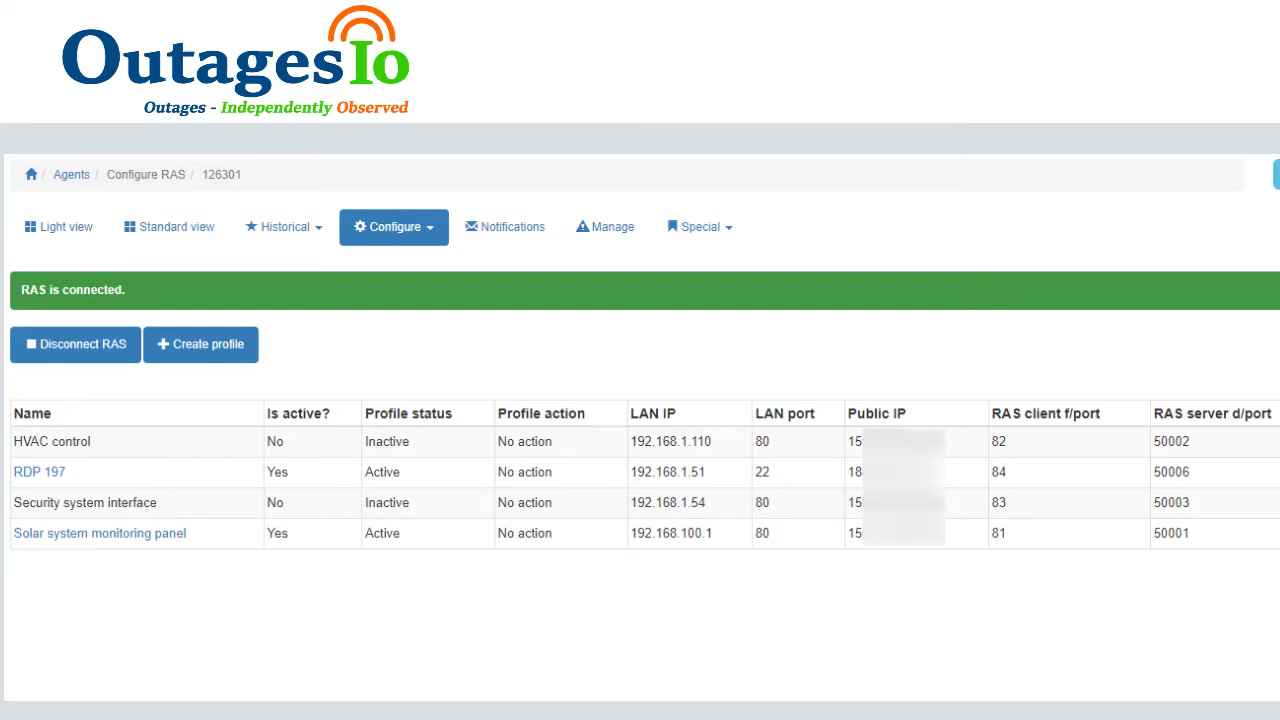 OutagesIo
Outages - Independently Observed
/ Agents / Configure RAS / 126301
Light view Standard view Historical Configure Notifications Manage Special
RAS is connected.
Disconnect RAS Create profile
Name Is active? Profile status Profile action LAN IP LAN port Public IP RAS client f/port RAS server d/port
HVAC control No Inactive No action 192.168.1.110 80 15 82 50002
RDP 197 Yes Active No action 192.168.1.51 22 18 84 50006
Security system interface No Inactive No action 192.168.1.54 80 15 83 50003
Solar system monitoring panel Yes Active No action 192.168.100.1 80 15 81 50001